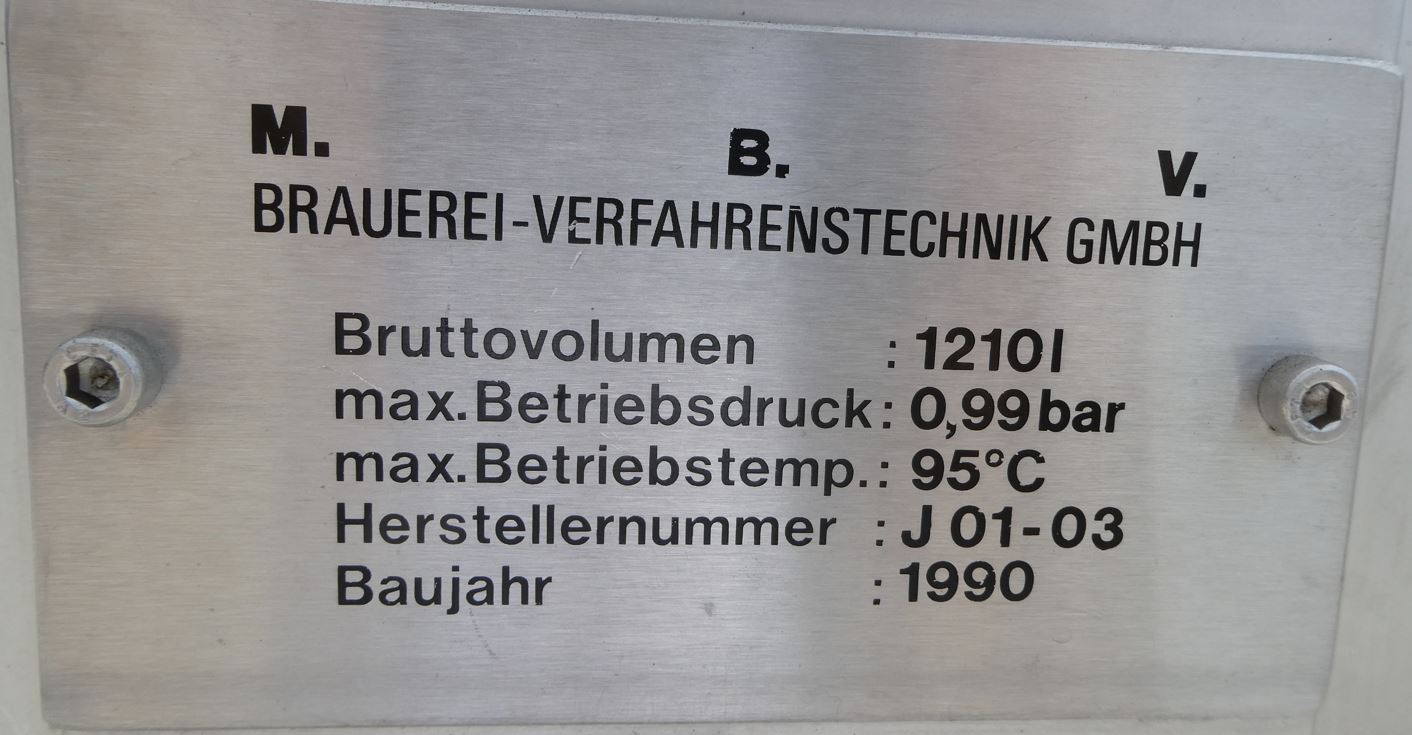 M. B. V.
BRAUEREI-VERFAHRENSTECHNIK GMBH
Bruttovolumen : 1210 l
max. Betriebsdruck : 0,99 bar
max. Betriebstemp. : 95°C
Herstellernummer : J 01-03
Baujahr : 1990